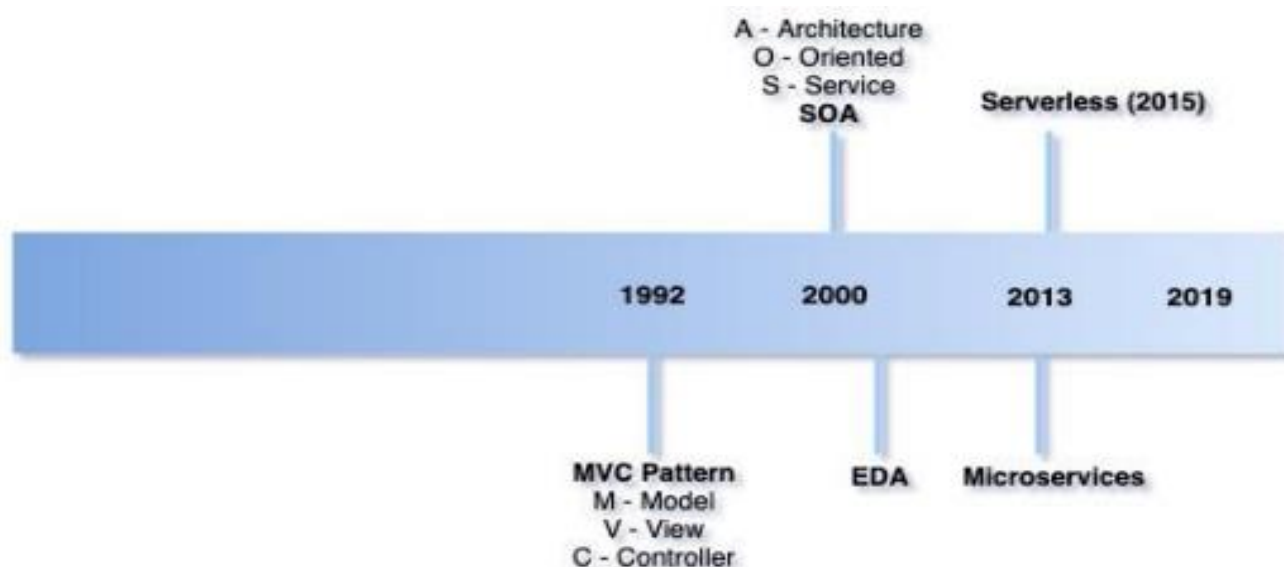 A - Architecture
O - Oriented
S - Service
SOA
Serverless (2015)
1992
2000
2013
2019
MVC Pattern
M - Model
V - View
C - Controller
EDA
Microservices